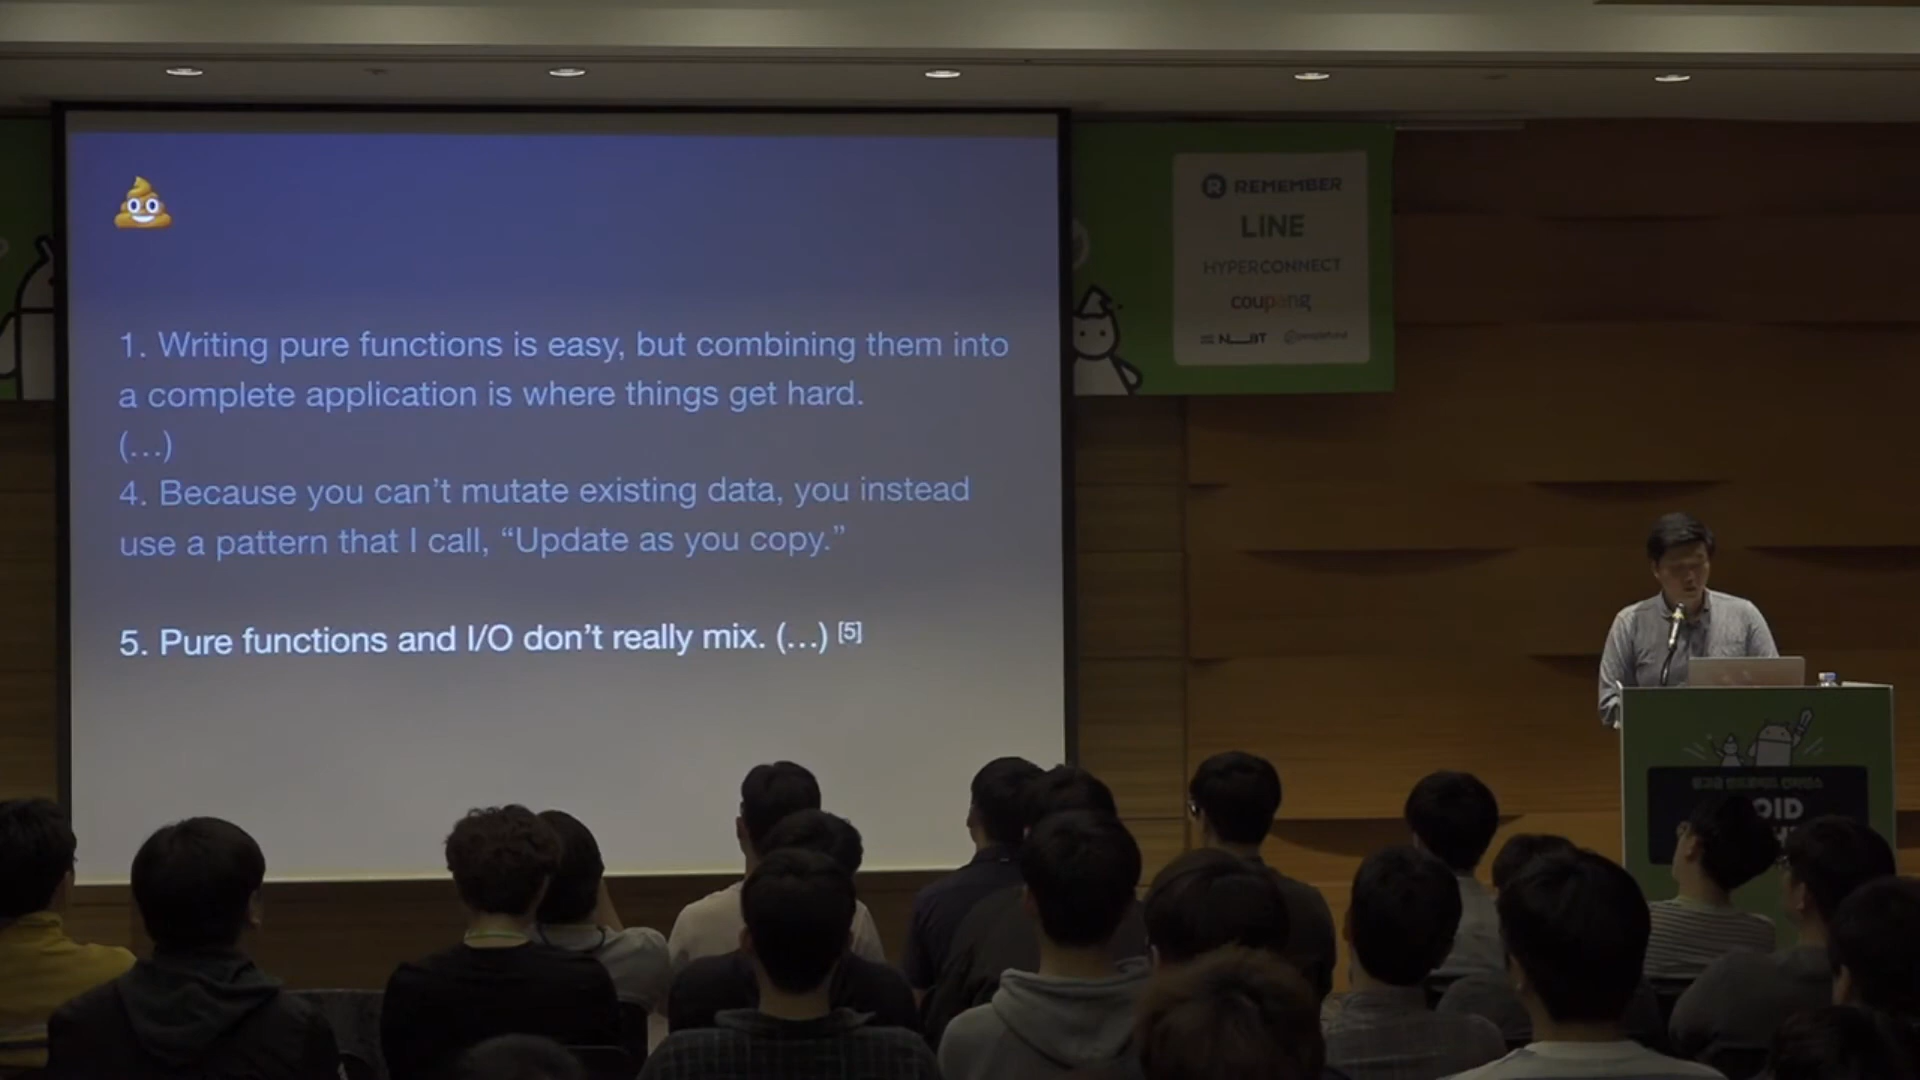 1. Writing pure functions is easy, but combining them into
a complete application is where things get hard.
(…)
4. Because you can’t mutate existing data, you instead
use a pattern that I call, “Update as you copy.”
5. Pure functions and I/O don’t really mix. (…) [5]
REMEMBER
LINE
HYPERCONNECT
coupang
OID